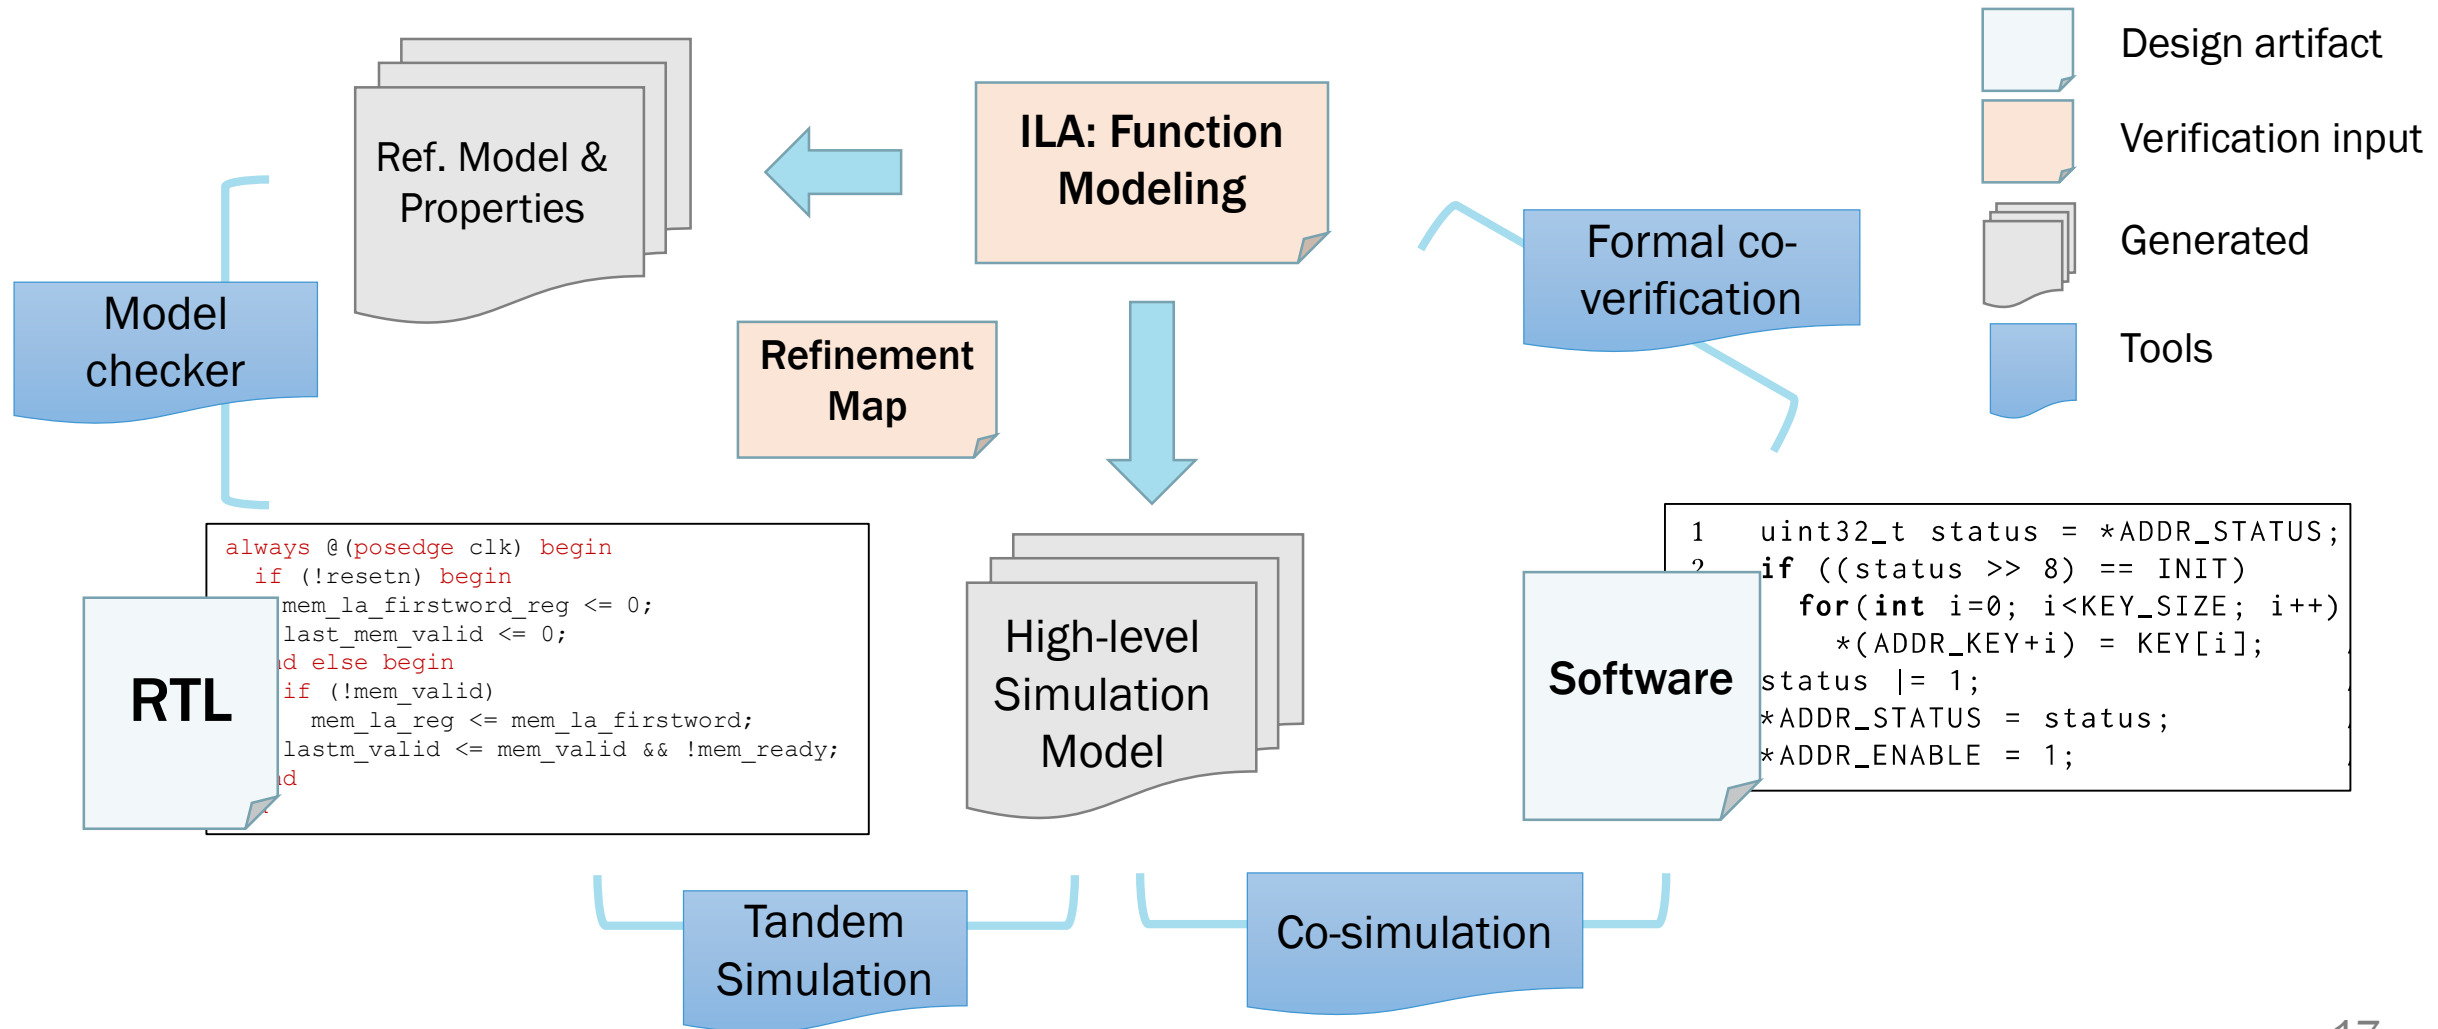 Ref. Model &
Properties
ILA: Function
Modeling
Design artifact
Verification input
Generated
Tools
Formal co-
verification
Model
checker
Refinement
Map
always @(posedge clk) begin
if (!resetn) begin
mem_la_firstword_reg <= 0;
last_mem_valid <= 0;
else begin
if (!mem_valid)
mem_la_reg <= mem_la_firstword;
lastm_valid <= mem_valid && !mem_ready;
RTL
High-level
Simulation
Model
1 uint32_t status = *ADDR_STATUS;
2 if ((status >> 8) == INIT)
for(int i=0; i<KEY_SIZE; i++)
*(ADDR_KEY+i) = KEY[i];
status |= 1;
*ADDR_STATUS = status;
*ADDR_ENABLE = 1;
Software
Tandem
Simulation
Co-simulation